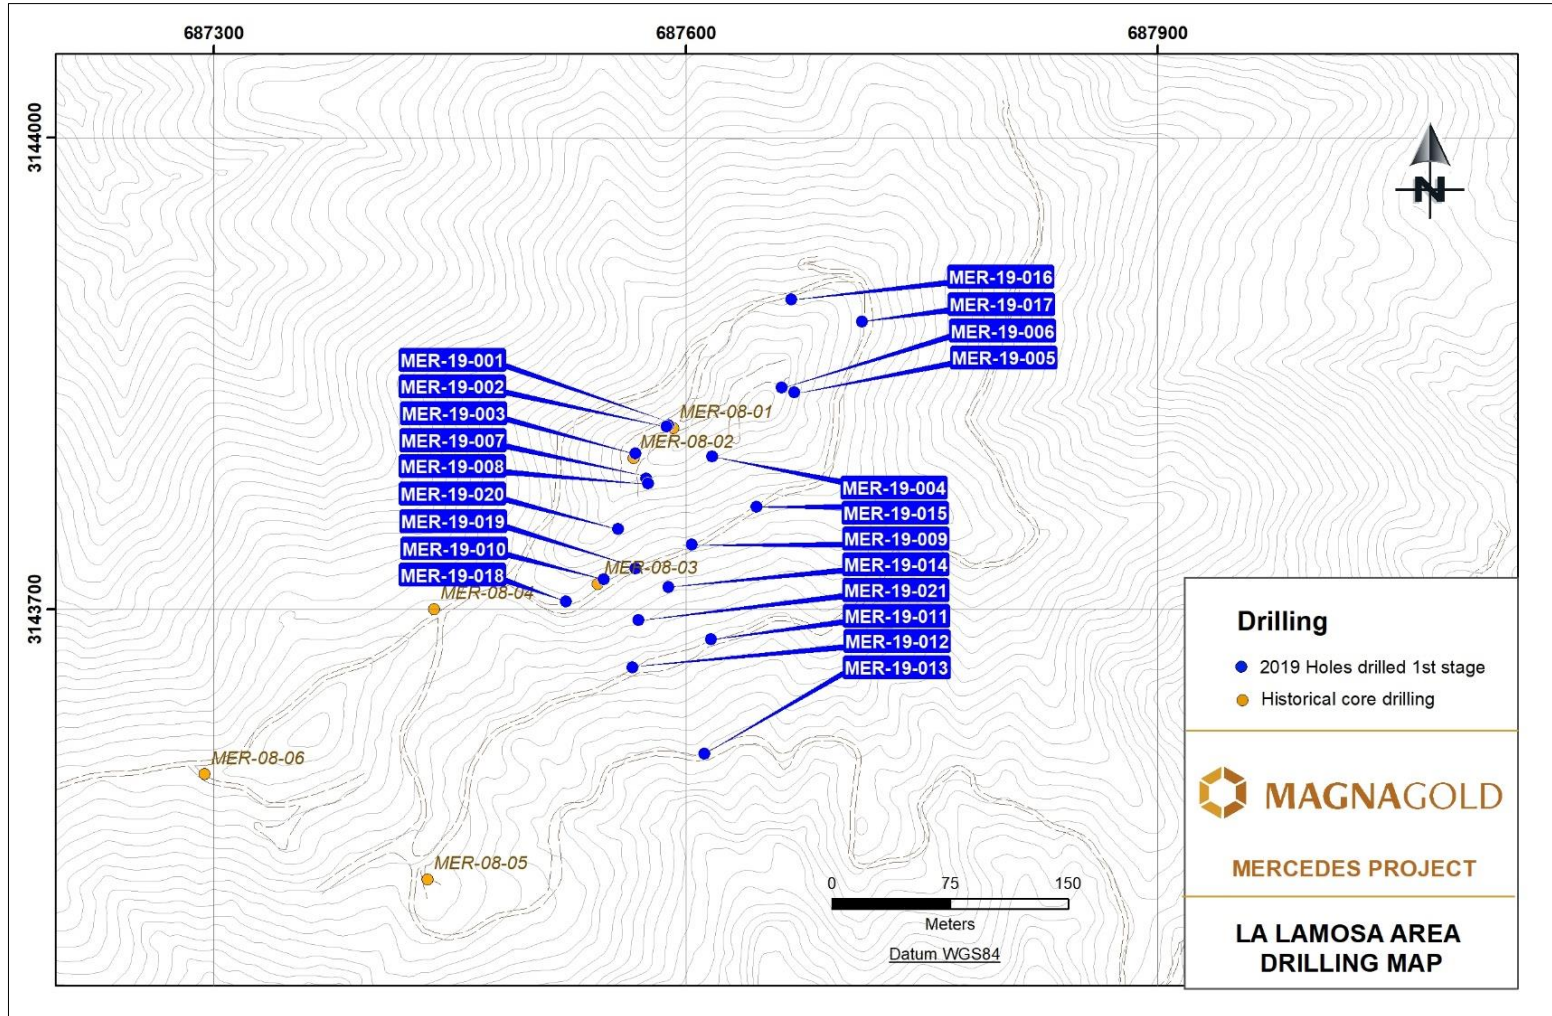 687300
687600
687900
3144000
3143700
N
MER-19-016
MER-19-017
MER-19-006
MER-19-005
MER-19-001
MER-19-002
MER-19-003
MER-19-007
MER-19-008
MER-19-020
MER-19-019
MER-19-010
MER-19-018
MER-08-01
MER-08-02
MER-19-004
MER-19-015
MER-19-009
MER-19-014
MER-19-021
MER-19-011
MER-19-012
MER-19-013
MER-08-03
MER-08-04
MER-08-06
MER-08-05
0 75 150
Meters
Datum WGS84
Drilling
2019 Holes drilled 1st stage
Historical core drilling
MAGNAGOLD
MERCEDES PROJECT
LA LAMOSA AREA
DRILLING MAP